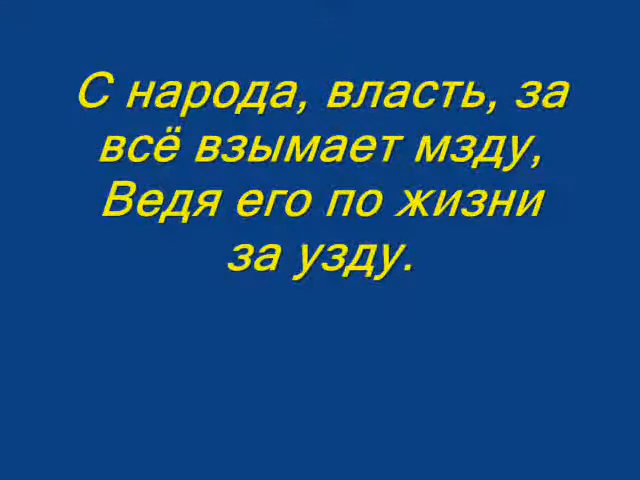 С народа, власть, за
всё взымает мзду,
Ведя его по жизни
за узду.